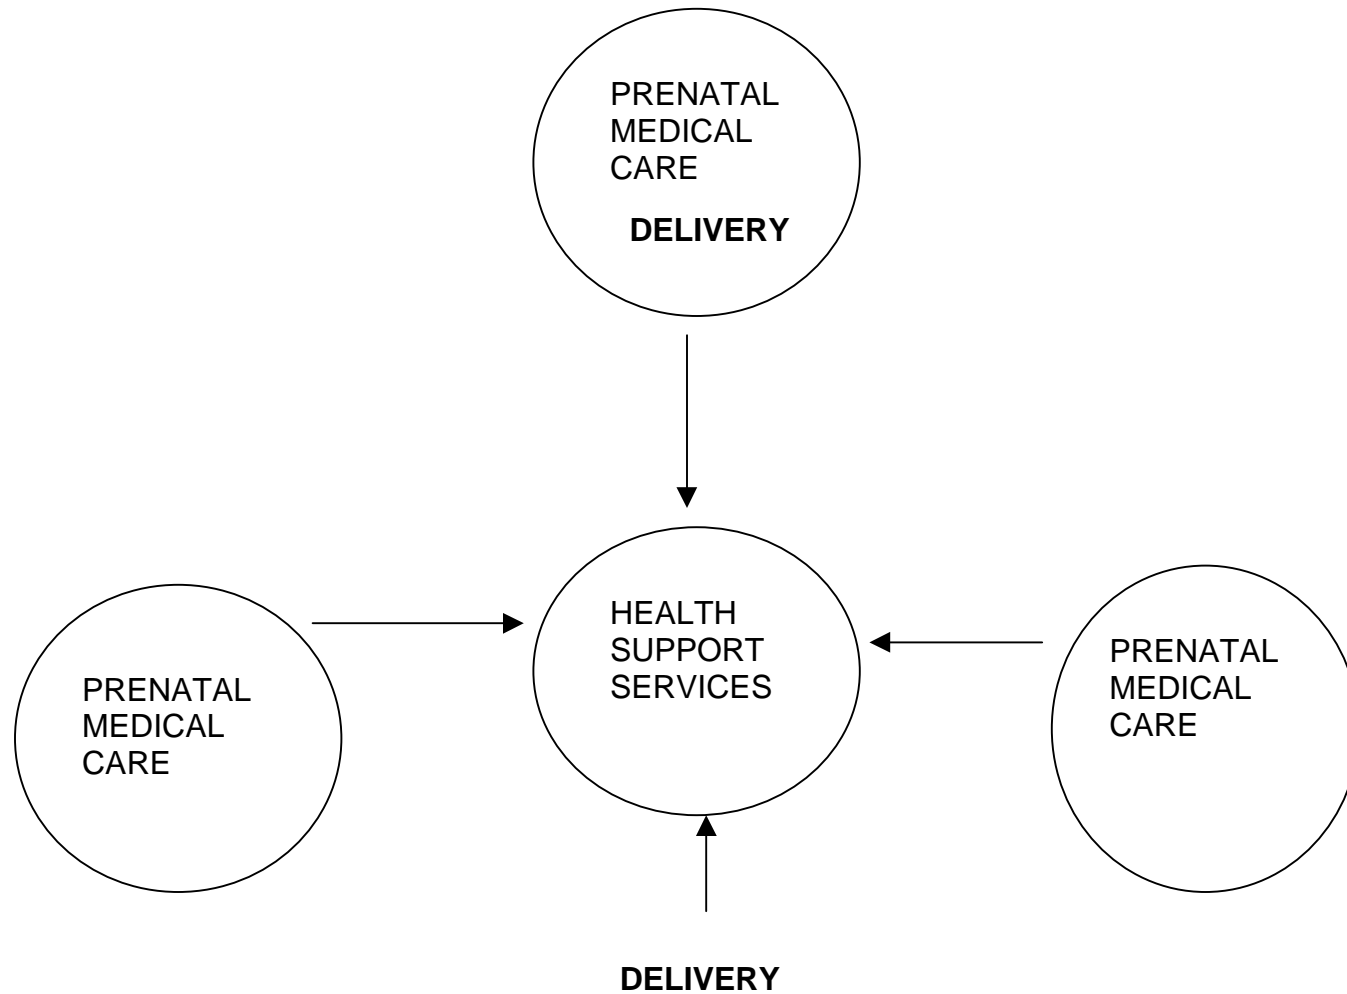 PRENATAL
MEDICAL
CARE
DELIVERY
HEALTH
SUPPORT
SERVICES
PRENATAL
MEDICAL
CARE
PRENATAL
MEDICAL
CARE
DELIVERY